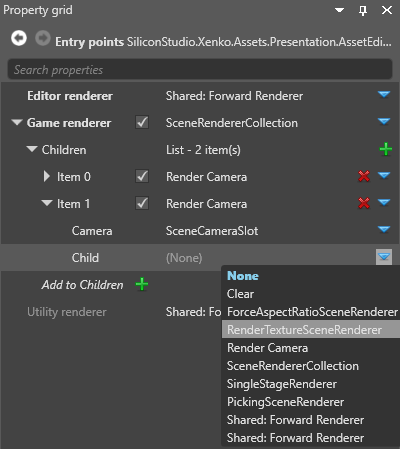 Property grid
Entry points SiliconStudio.Xenko.Assets.Presentation.AssetEdi...
Search properties
Editor renderer Shared: Forward Renderer
Game renderer SceneRendererCollection
Children List - 2 item(s)
Item 0 Render Camera
Item 1 Render Camera
Camera SceneCameraSlot
Child (None)
None
Add to Children
Clear
ForceAspectRatioSceneRenderer
Utility renderer Shared: Fo
RenderTextureSceneRenderer
Render Camera
SceneRendererCollection
SingleStageRenderer
PickingSceneRenderer
Shared: Forward Renderer
Shared: Forward Renderer